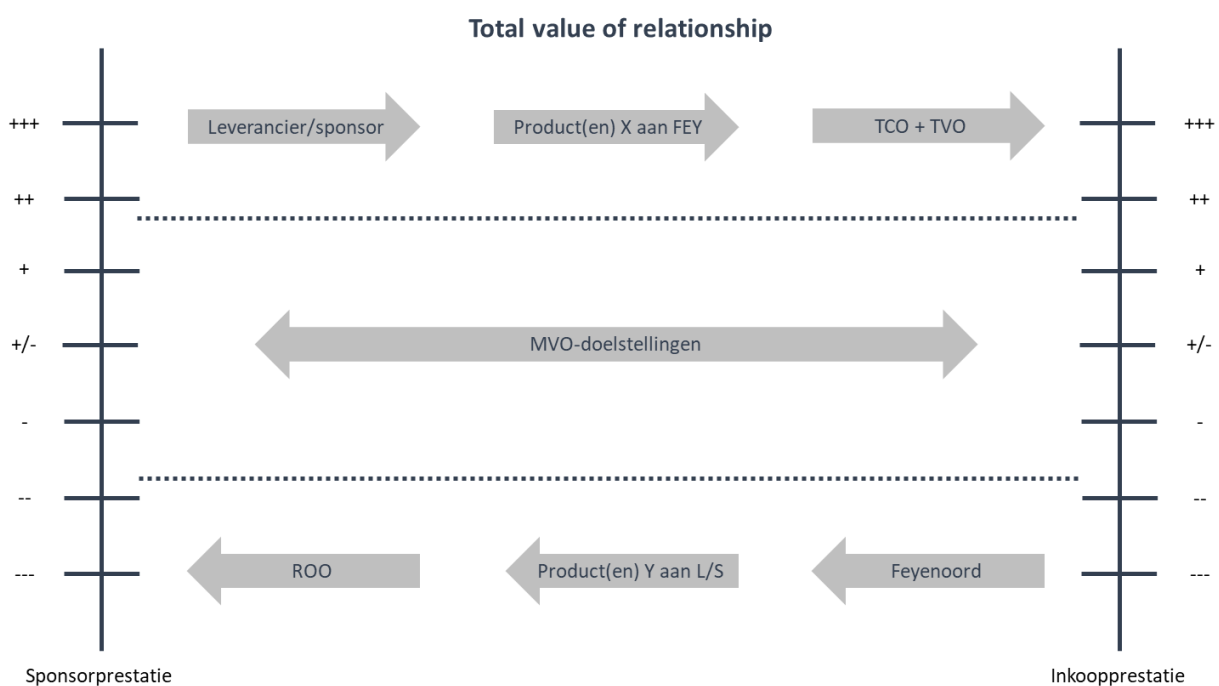 Total value of relationship
+++ Leverancier/sponsor Product(en) X aan FEY TCO + TVO +++
++ ++
+ +
+/- MVO-doelstellingen +/-
- -
-- --
--- ROO Product(en) Y aan L/S Feyenoord ---
Sponsorprestatie Inkoopprestatie